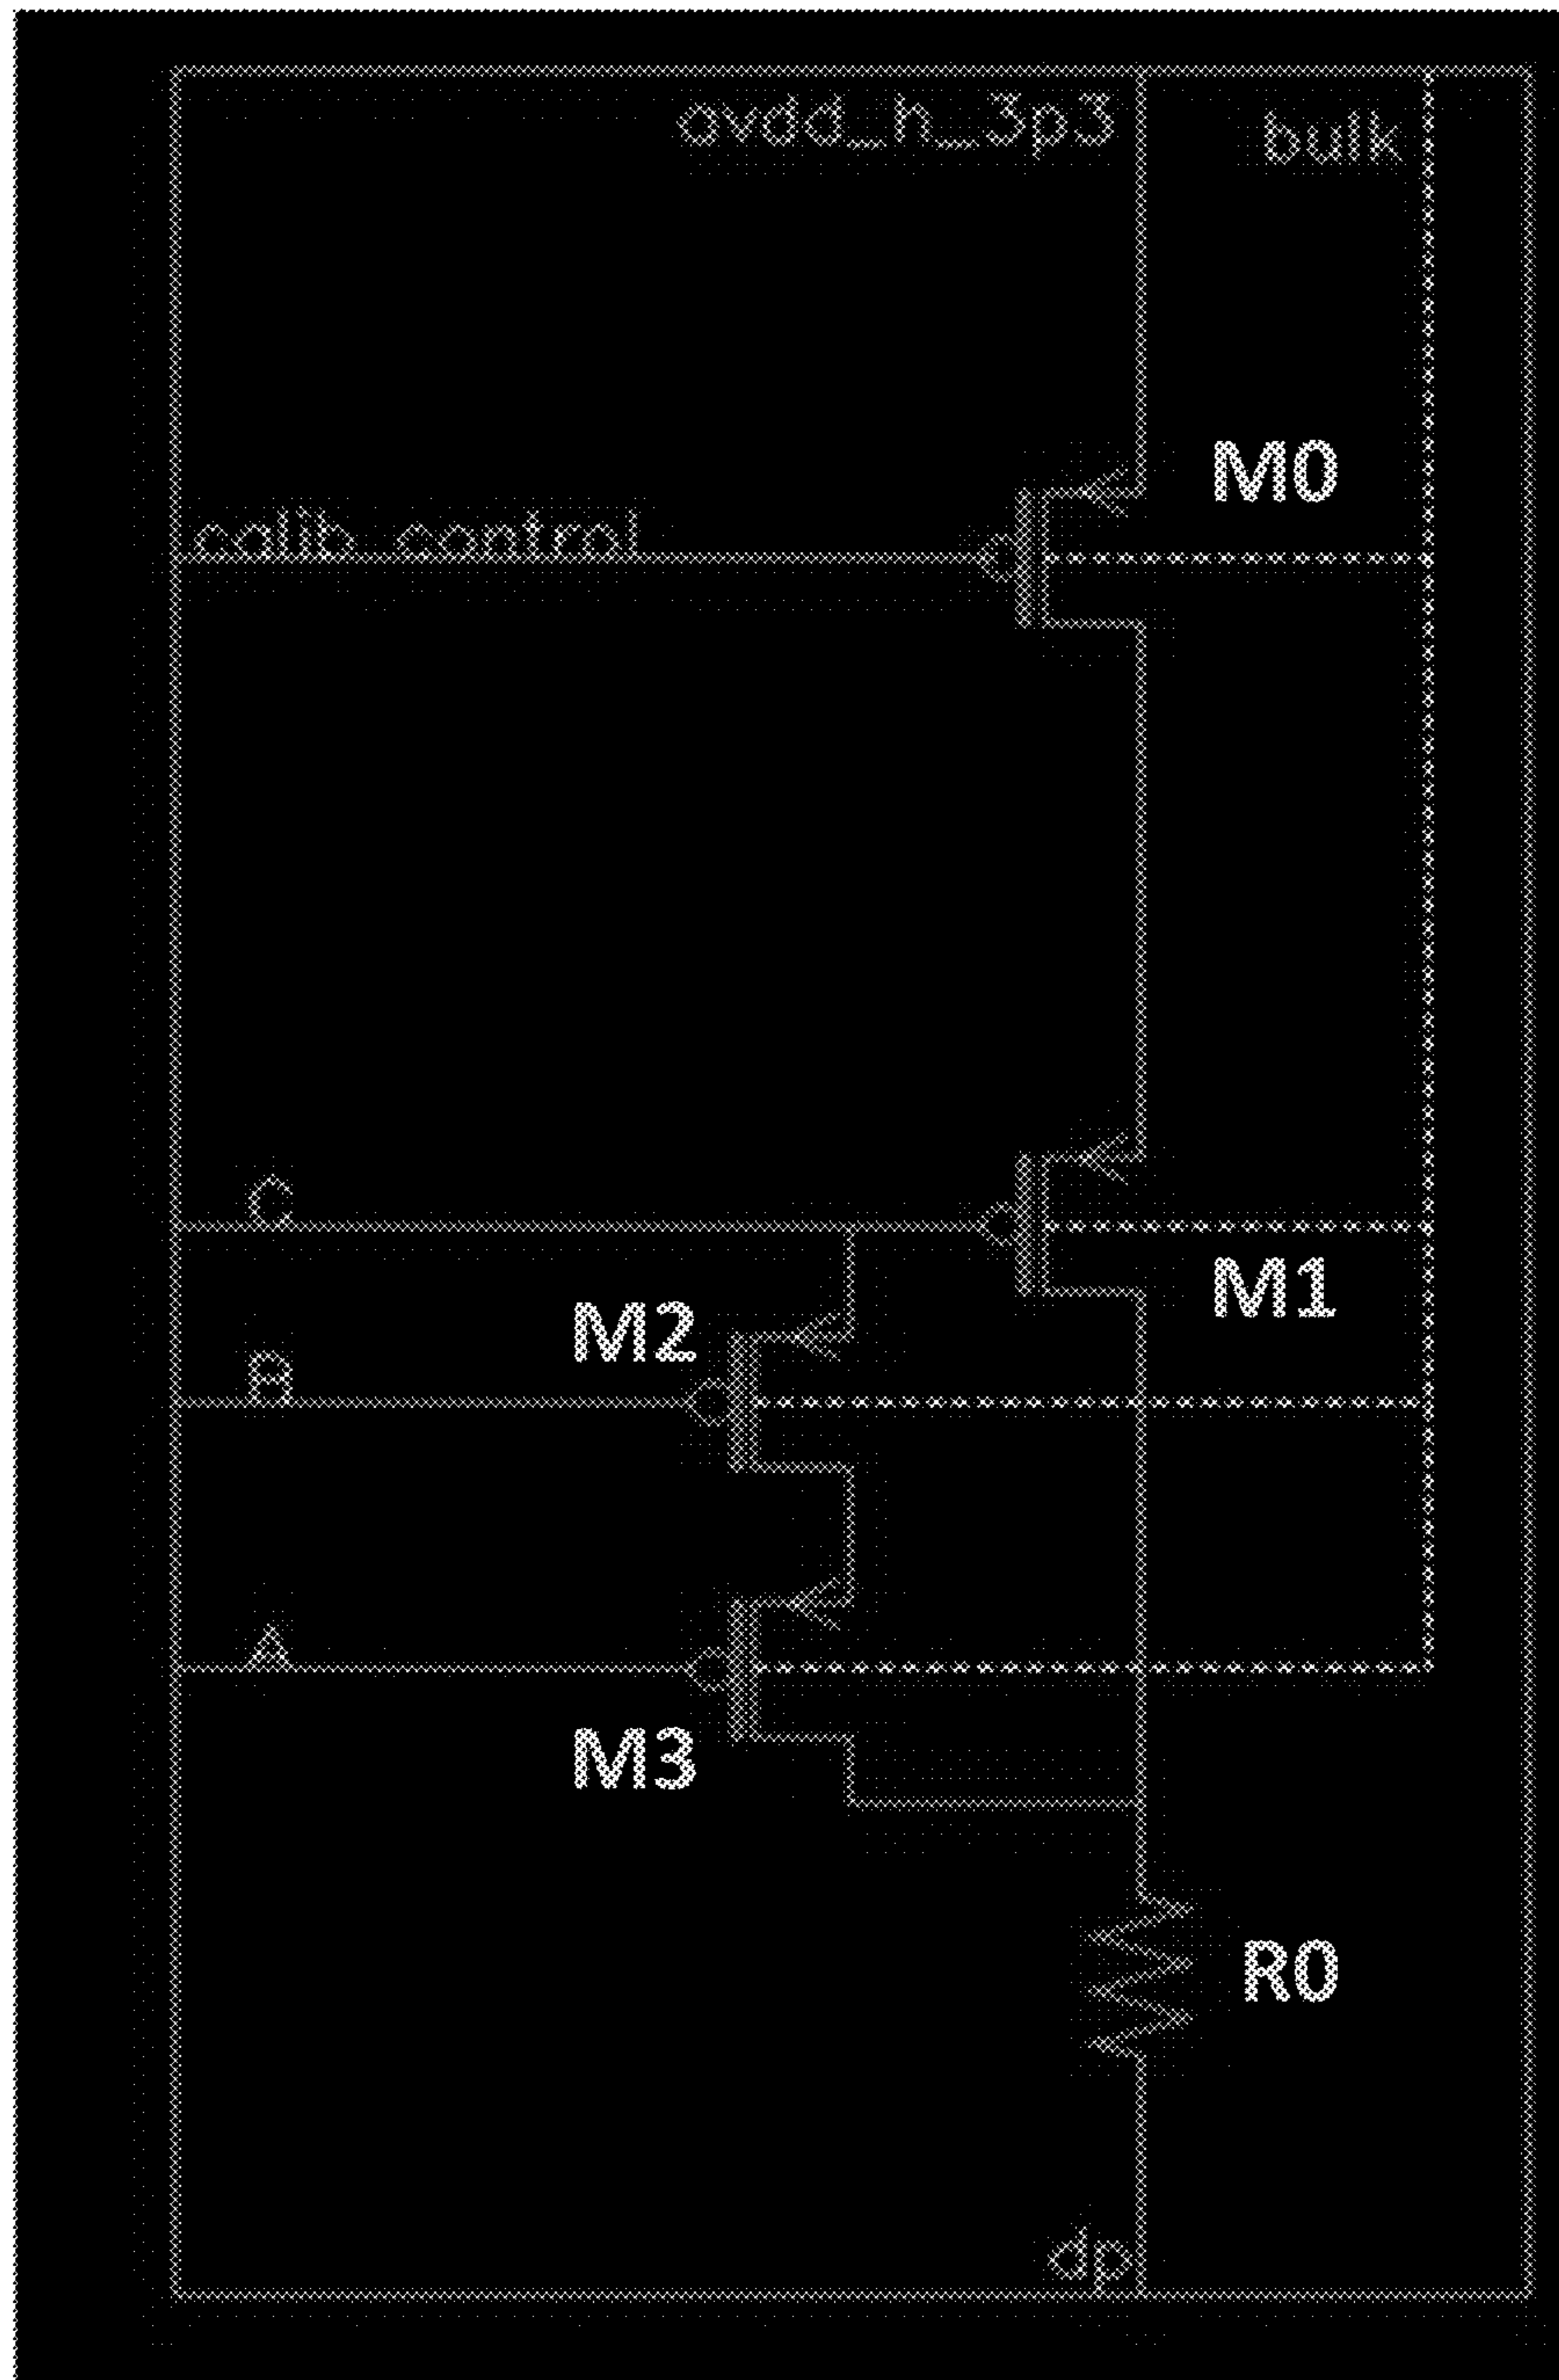 avdd_h_3p3
bulk
M0
calib_control
C
M1
M2
B
A
M3
R0
dp